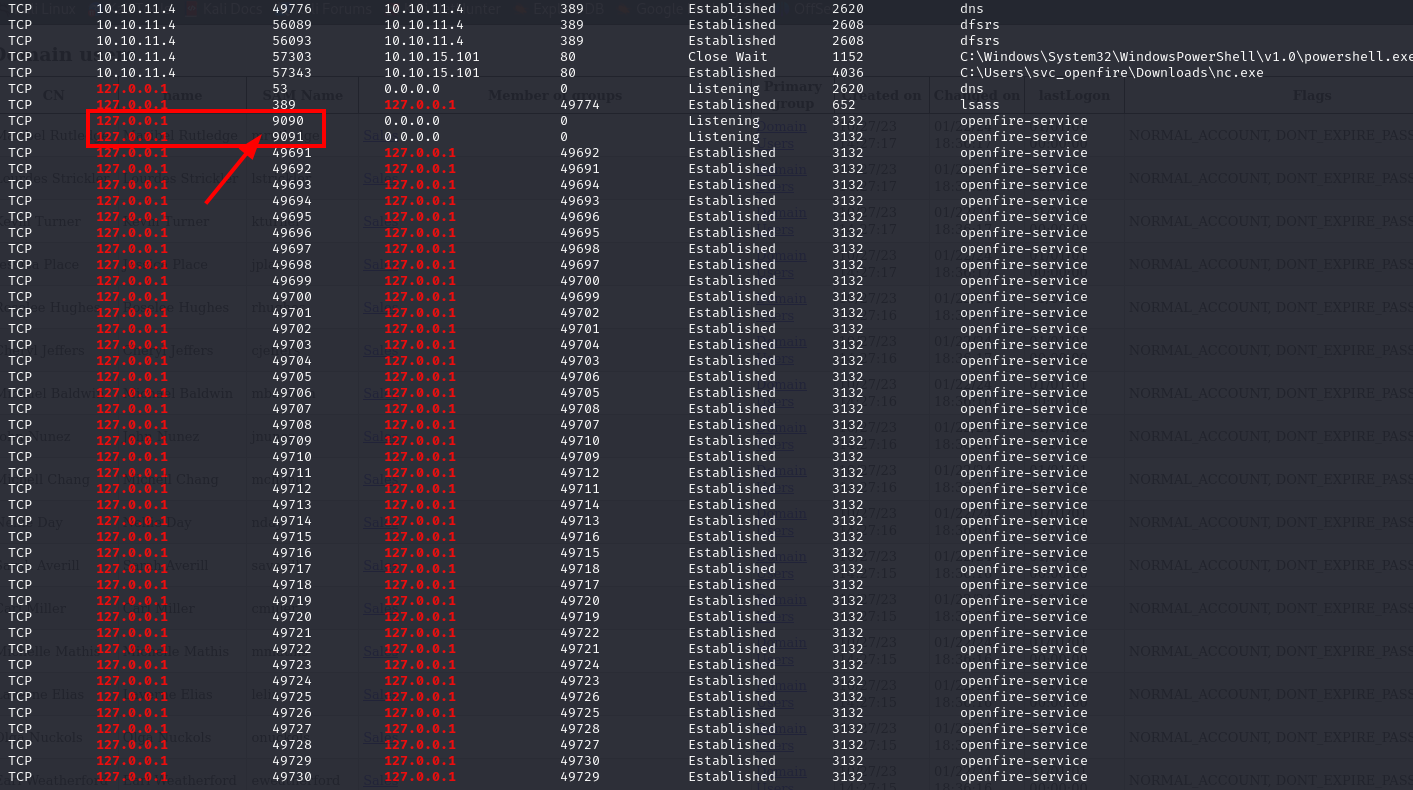 TCP 10.10.11.4 49776 10.10.11.4 389 Established 2620 dns
TCP 10.10.11.4 56089 10.10.11.4 389 Established 2608 dfsrs
TCP 10.10.11.4 56093 10.10.11.4 389 Established 2608 dfsrs
TCP 10.10.11.4 57303 10.10.15.101 80 Close Wait 1152 C:\Windows\System32\WindowsPowerShell\v1.0\powershell.exe
TCP 10.10.11.4 57343 10.10.15.101 80 Established 4036 C:\Users\svc_openfire\Downloads\nc.exe
TCP 127.0.0.1 53 0.0.0.0 0 Listening 2620 dns
TCP 127.0.0.1 389 127.0.0.1 49774 Established 652 lsass
TCP 127.0.0.1 9090 0.0.0.0 0 Listening 3132 openfire-service
TCP 127.0.0.1 9091 0.0.0.0 0 Listening 3132 openfire-service
TCP 127.0.0.1 49691 127.0.0.1 49692 Established 3132 openfire-service
TCP 127.0.0.1 49692 127.0.0.1 49691 Established 3132 openfire-service
TCP 127.0.0.1 49693 127.0.0.1 49694 Established 3132 openfire-service
TCP 127.0.0.1 49694 127.0.0.1 49693 Established 3132 openfire-service
TCP 127.0.0.1 49695 127.0.0.1 49696 Established 3132 openfire-service
TCP 127.0.0.1 49696 127.0.0.1 49695 Established 3132 openfire-service
TCP 127.0.0.1 49697 127.0.0.1 49698 Established 3132 openfire-service
TCP 127.0.0.1 49698 127.0.0.1 49697 Established 3132 openfire-service
TCP 127.0.0.1 49699 127.0.0.1 49700 Established 3132 openfire-service
TCP 127.0.0.1 49700 127.0.0.1 49699 Established 3132 openfire-service
TCP 127.0.0.1 49701 127.0.0.1 49702 Established 3132 openfire-service
TCP 127.0.0.1 49702 127.0.0.1 49701 Established 3132 openfire-service
TCP 127.0.0.1 49703 127.0.0.1 49704 Established 3132 openfire-service
TCP 127.0.0.1 49704 127.0.0.1 49703 Established 3132 openfire-service
TCP 127.0.0.1 49705 127.0.0.1 49706 Established 3132 openfire-service
TCP 127.0.0.1 49706 127.0.0.1 49705 Established 3132 openfire-service
TCP 127.0.0.1 49707 127.0.0.1 49708 Established 3132 openfire-service
TCP 127.0.0.1 49708 127.0.0.1 49707 Established 3132 openfire-service
TCP 127.0.0.1 49709 127.0.0.1 49710 Established 3132 openfire-service
TCP 127.0.0.1 49710 127.0.0.1 49709 Established 3132 openfire-service
TCP 127.0.0.1 49711 127.0.0.1 49712 Established 3132 openfire-service
TCP 127.0.0.1 49712 127.0.0.1 49711 Established 3132 openfire-service
TCP 127.0.0.1 49713 127.0.0.1 49714 Established 3132 openfire-service
TCP 127.0.0.1 49714 127.0.0.1 49713 Established 3132 openfire-service
TCP 127.0.0.1 49715 127.0.0.1 49716 Established 3132 openfire-service
TCP 127.0.0.1 49716 127.0.0.1 49715 Established 3132 openfire-service
TCP 127.0.0.1 49717 127.0.0.1 49718 Established 3132 openfire-service
TCP 127.0.0.1 49718 127.0.0.1 49717 Established 3132 openfire-service
TCP 127.0.0.1 49719 127.0.0.1 49720 Established 3132 openfire-service
TCP 127.0.0.1 49720 127.0.0.1 49719 Established 3132 openfire-service
TCP 127.0.0.1 49721 127.0.0.1 49722 Established 3132 openfire-service
TCP 127.0.0.1 49722 127.0.0.1 49721 Established 3132 openfire-service
TCP 127.0.0.1 49723 127.0.0.1 49724 Established 3132 openfire-service
TCP 127.0.0.1 49724 127.0.0.1 49723 Established 3132 openfire-service
TCP 127.0.0.1 49725 127.0.0.1 49726 Established 3132 openfire-service
TCP 127.0.0.1 49726 127.0.0.1 49725 Established 3132 openfire-service
TCP 127.0.0.1 49727 127.0.0.1 49728 Established 3132 openfire-service
TCP 127.0.0.1 49728 127.0.0.1 49727 Established 3132 openfire-service
TCP 127.0.0.1 49729 127.0.0.1 49730 Established 3132 openfire-service
TCP 127.0.0.1 49730 127.0.0.1 49729 Established 3132 openfire-service